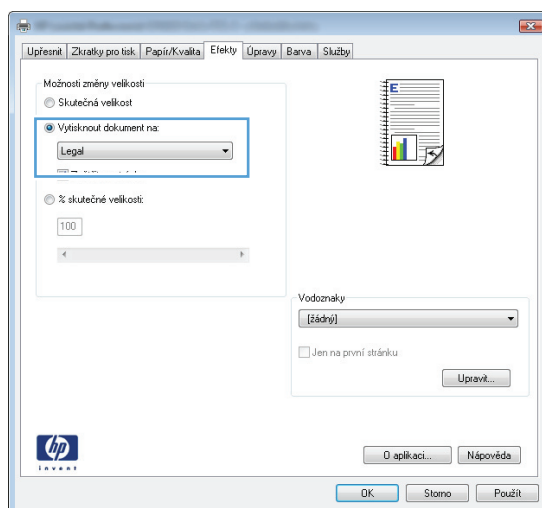 Upřesnit Zkratky pro tisk Papír/Kvalita Efekty Úpravy Barva Služby
Možnosti změny velikosti
Skutečná velikost
Vytisknout dokument na:
Legal
% skutečné velikosti:
100
E
Vodoznaky
[žádný]
Jen na první stránku
Upravit...
hp
invent
O aplikaci... Nápověda
OK Storno Použít